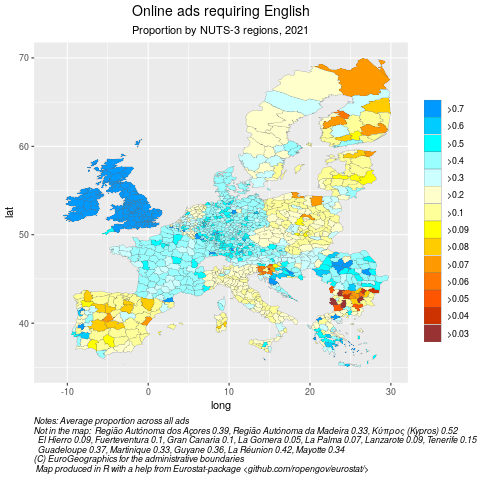 Online ads requiring English
Proportion by NUTS-3 regions, 2021
70
60
50
40
lat
-10
0
10
20
30
long
>0.7
>0.6
>0.5
>0.4
>0.3
>0.2
>0.1
>0.09
>0.08
>0.07
>0.06
>0.05
>0.04
>0.03
Notes: Average proportion across all ads
Not in the map: Região Autónoma dos Açores 0.39, Região Autónoma da Madeira 0.33, Κύπρος (Kypros) 0.52
El Hierro 0.09, Fuerteventura 0.1, Gran Canaria 0.1, La Gomera 0.05, La Palma 0.07, Lanzarote 0.09, Tenerife 0.15
Guadeloupe 0.37, Martinique 0.33, Guyane 0.36, La Réunion 0.42, Mayotte 0.34
(C) EuroGeographics for the administrative boundaries
Map produced in R with a help from Eurostat-package <github.com/ropengov/eurostat/>